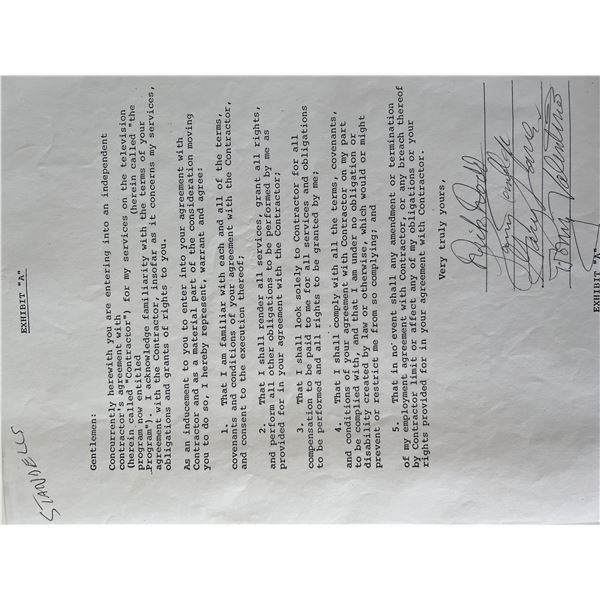 STANDELLS
EXHIBIT "A"
Gentlemen:
Concurrently herewith you are entering into an independent
contractor's agreement with
(herein called "Contractor") for my services on the television
program now entitled (herein called "the
Program"). I acknowledge familiarity with the terms of your
agreement with the Contractor, insofar as it concerns my services,
obligations and grants of rights to you.
As an inducement to you to enter into your agreement with
Contractor and as a material part of the consideration moving
you to do so, I hereby represent, warrant and agree:
1. That I am familiar with each and all of the terms,
covenants and conditions of your agreement with the Contractor,
and consent to the execution thereof;
2. That I shall render all services, grant all rights,
and perform all other obligations to be performed by me as
provided for in your agreement with the Contractor;
3. That I shall look solely to Contractor for all
compensation to be paid to me for all services and obligations
to be performed and all rights to be granted by me;
4. That I shall comply with all the terms, covenants,
and conditions of your agreement with Contractor on my part
to be complied with, and that I am under no obligation or
disability created by law or otherwise, which would or might
prevent or restrict me from so complying; and
5. That in no event shall any amendment or termination
of my employment agreement with Contractor or any breach thereof
by Contractor limit or affect any of my obligations or your
rights provided for in your agreement with Contractor.
Very truly yours,
Dick Dodd
Larry Tamblyn
Tony Valentino
EXHIBIT "A"